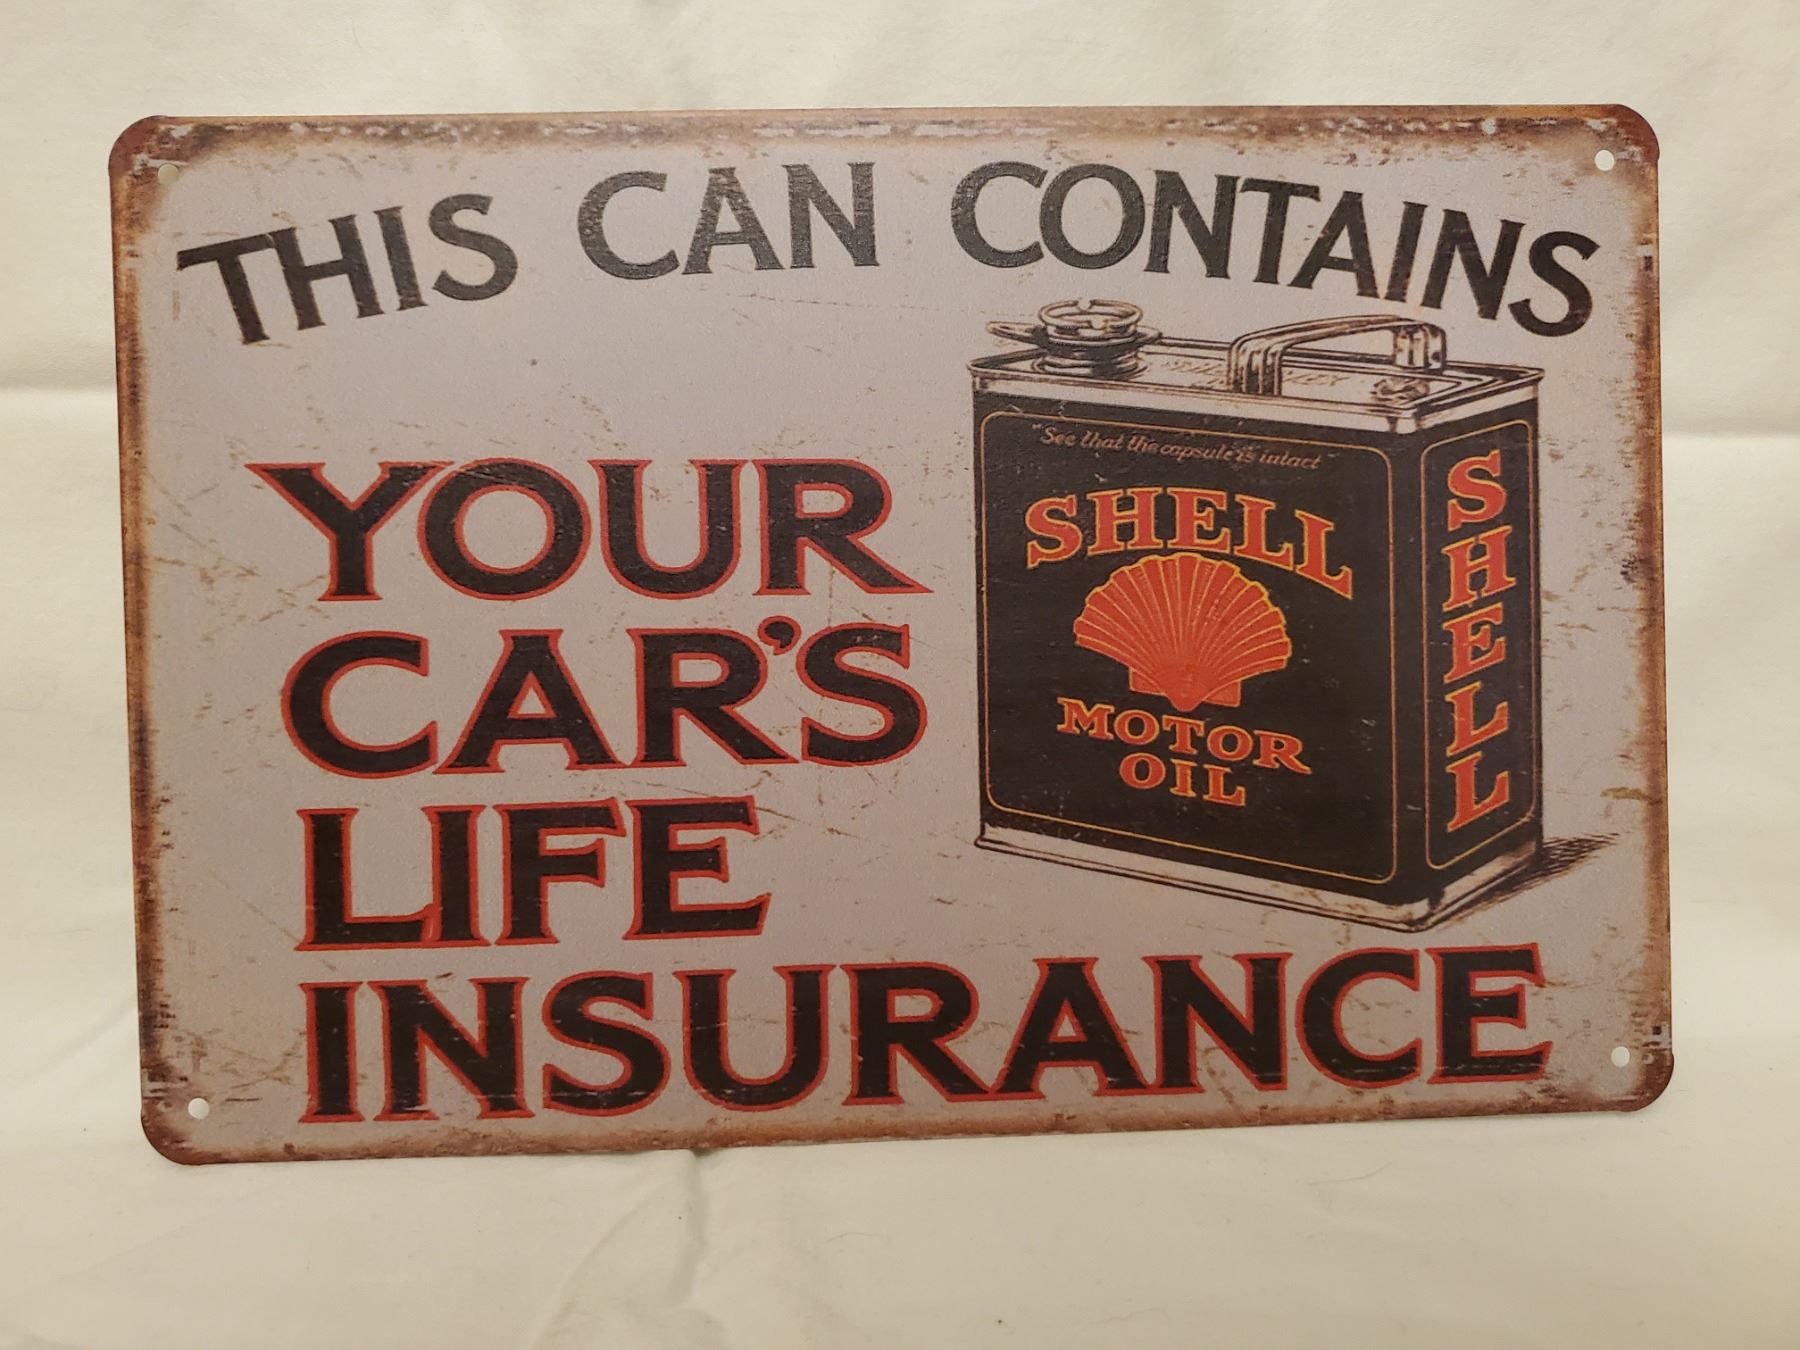 THIS CAN CONTAINS
YOUR
CAR'S
LIFE
INSURANCE
"See that the capsule is intact"
SHELL
MOTOR
OIL
SHELL